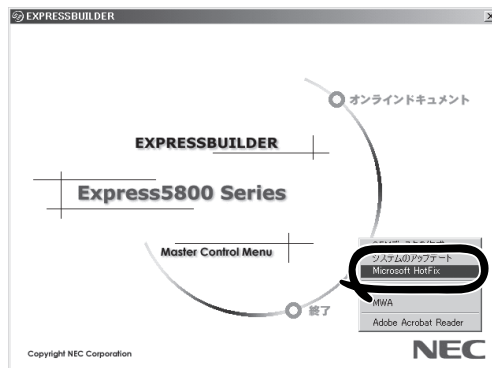 EXPRESSBUILDER
オンラインドキュメント
EXPRESSBUILDER
Express5800 Series
システムのアップデート
Master Control Menu
Microsoft HotFix
MWA
終了
Adobe Acrobat Reader
Copyright NEC Corporation
NEC